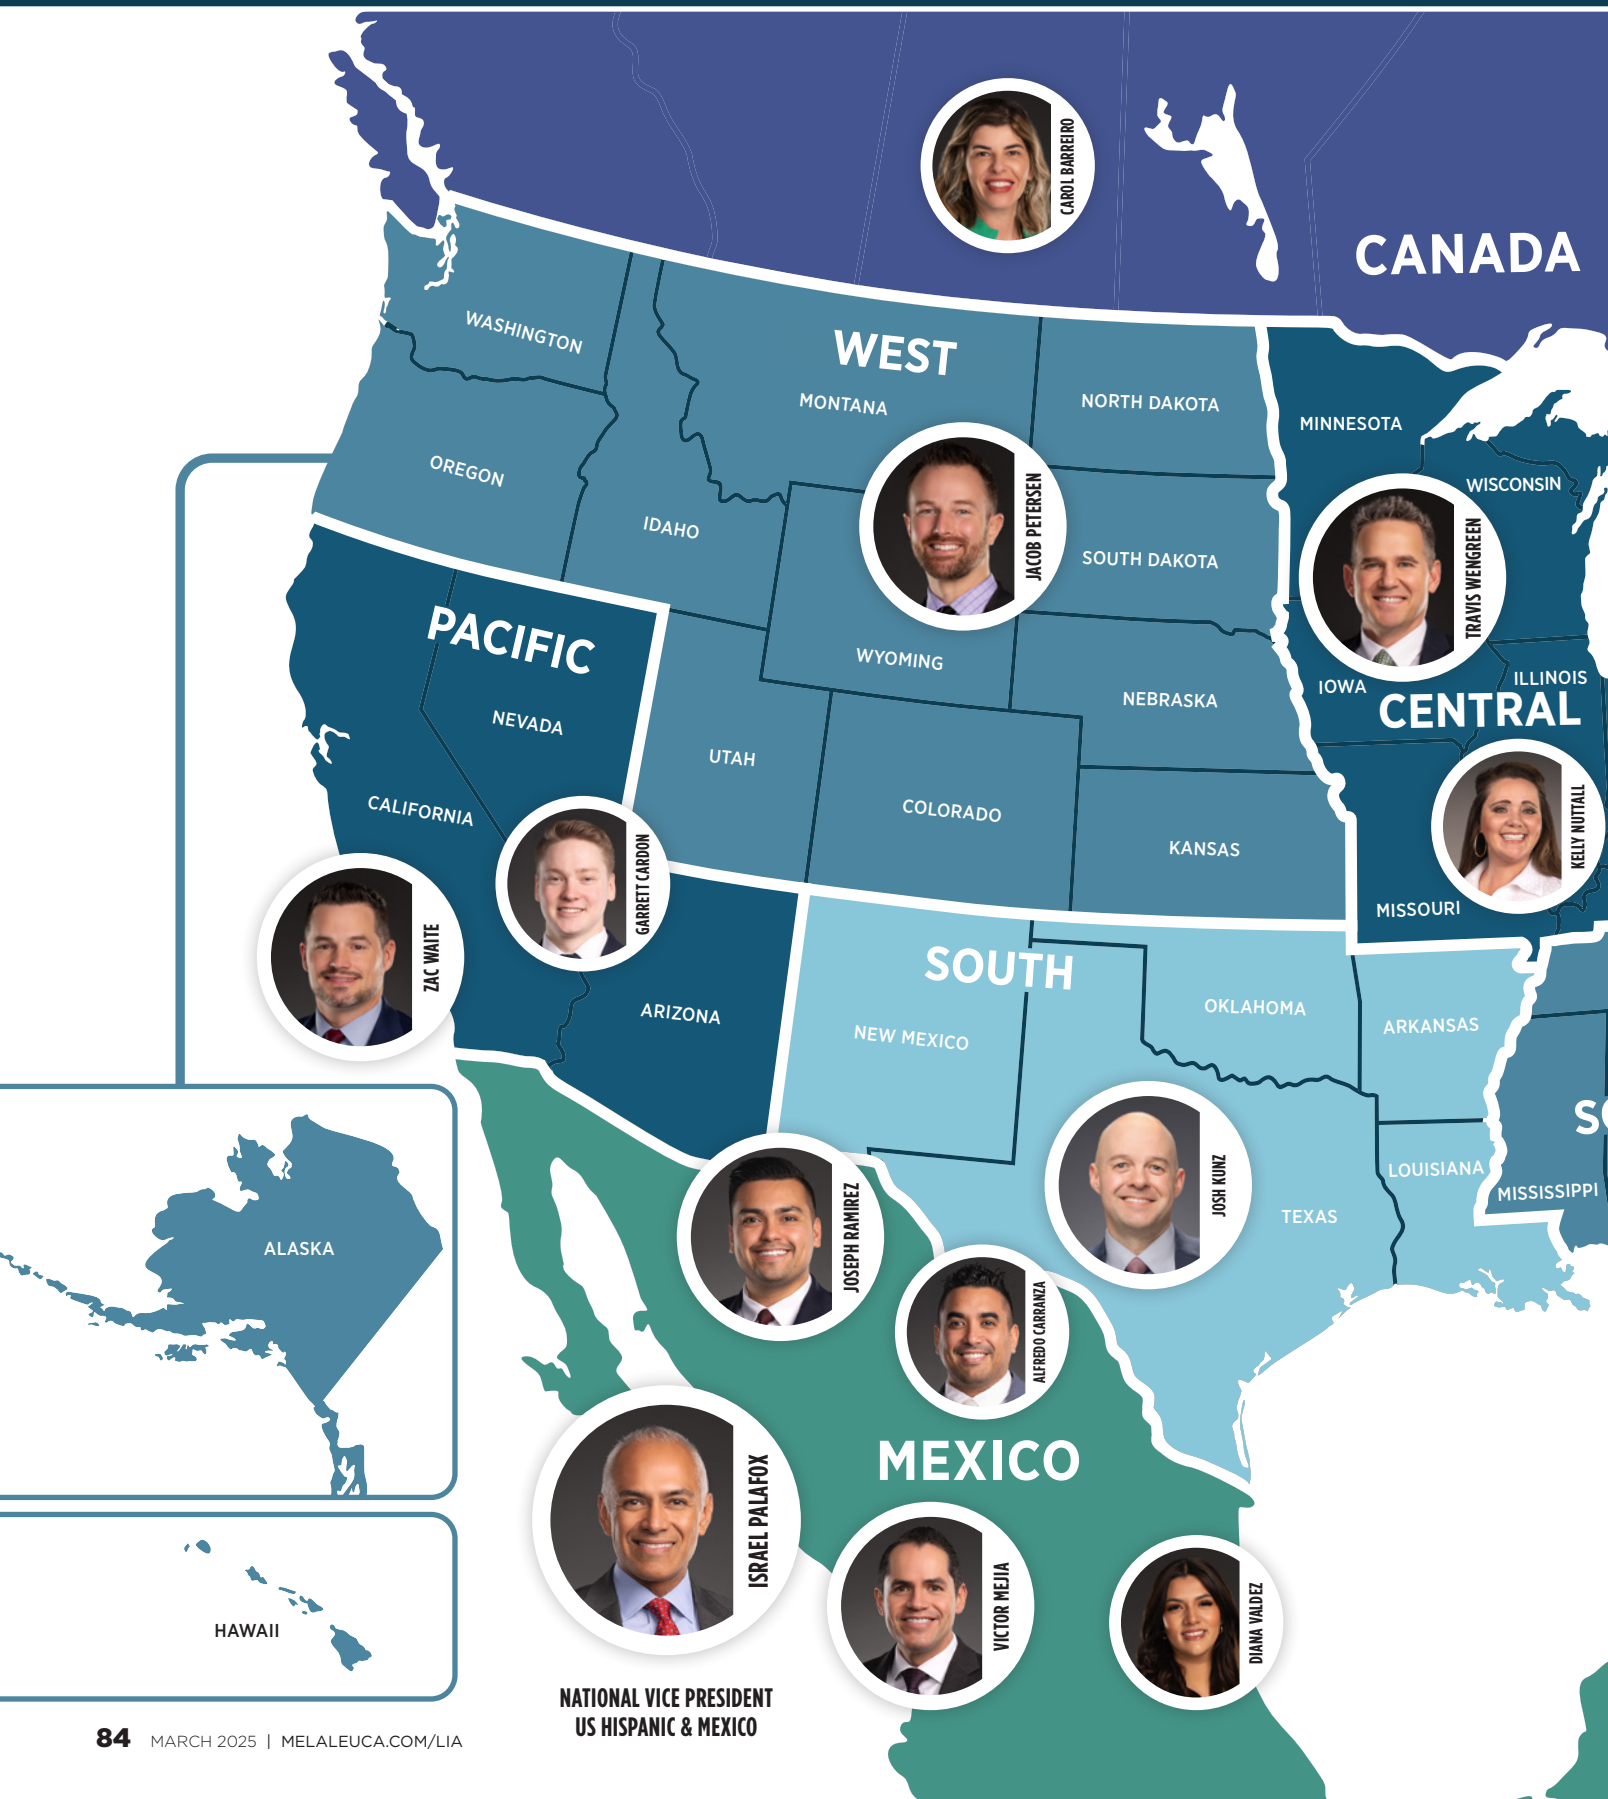 CAROL BARREIRO
CANADA
WASHINGTON
WEST
MONTANA
NORTH DAKOTA
MINNESOTA
OREGON
IDAHO
JACOB PETERSEN
SOUTH DAKOTA
WISCONSIN
TRAVIS WENGREEN
PACIFIC
WYOMING
NEBRASKA
IOWA
ILLINOIS
CENTRAL
NEVADA
UTAH
CALIFORNIA
COLORADO
KANSAS
KELLY NUTTALL
GARRETT CARDON
MISSOURI
ZAC WAITE
SOUTH
ARIZONA
NEW MEXICO
OKLAHOMA
ARKANSAS
SO
LOUISIANA
MISSISSIPPI
JOSH KUNZ
TEXAS
JOSEPH RAMIREZ
ALFREDO CARRANZA
ALASKA
MEXICO
ISRAEL PALAFOX
VICTOR MEJIA
DIANA VALDEZ
HAWAII
NATIONAL VICE PRESIDENT
US HISPANIC & MEXICO
84 MARCH 2025 | MELALEUCA.COM/LIA